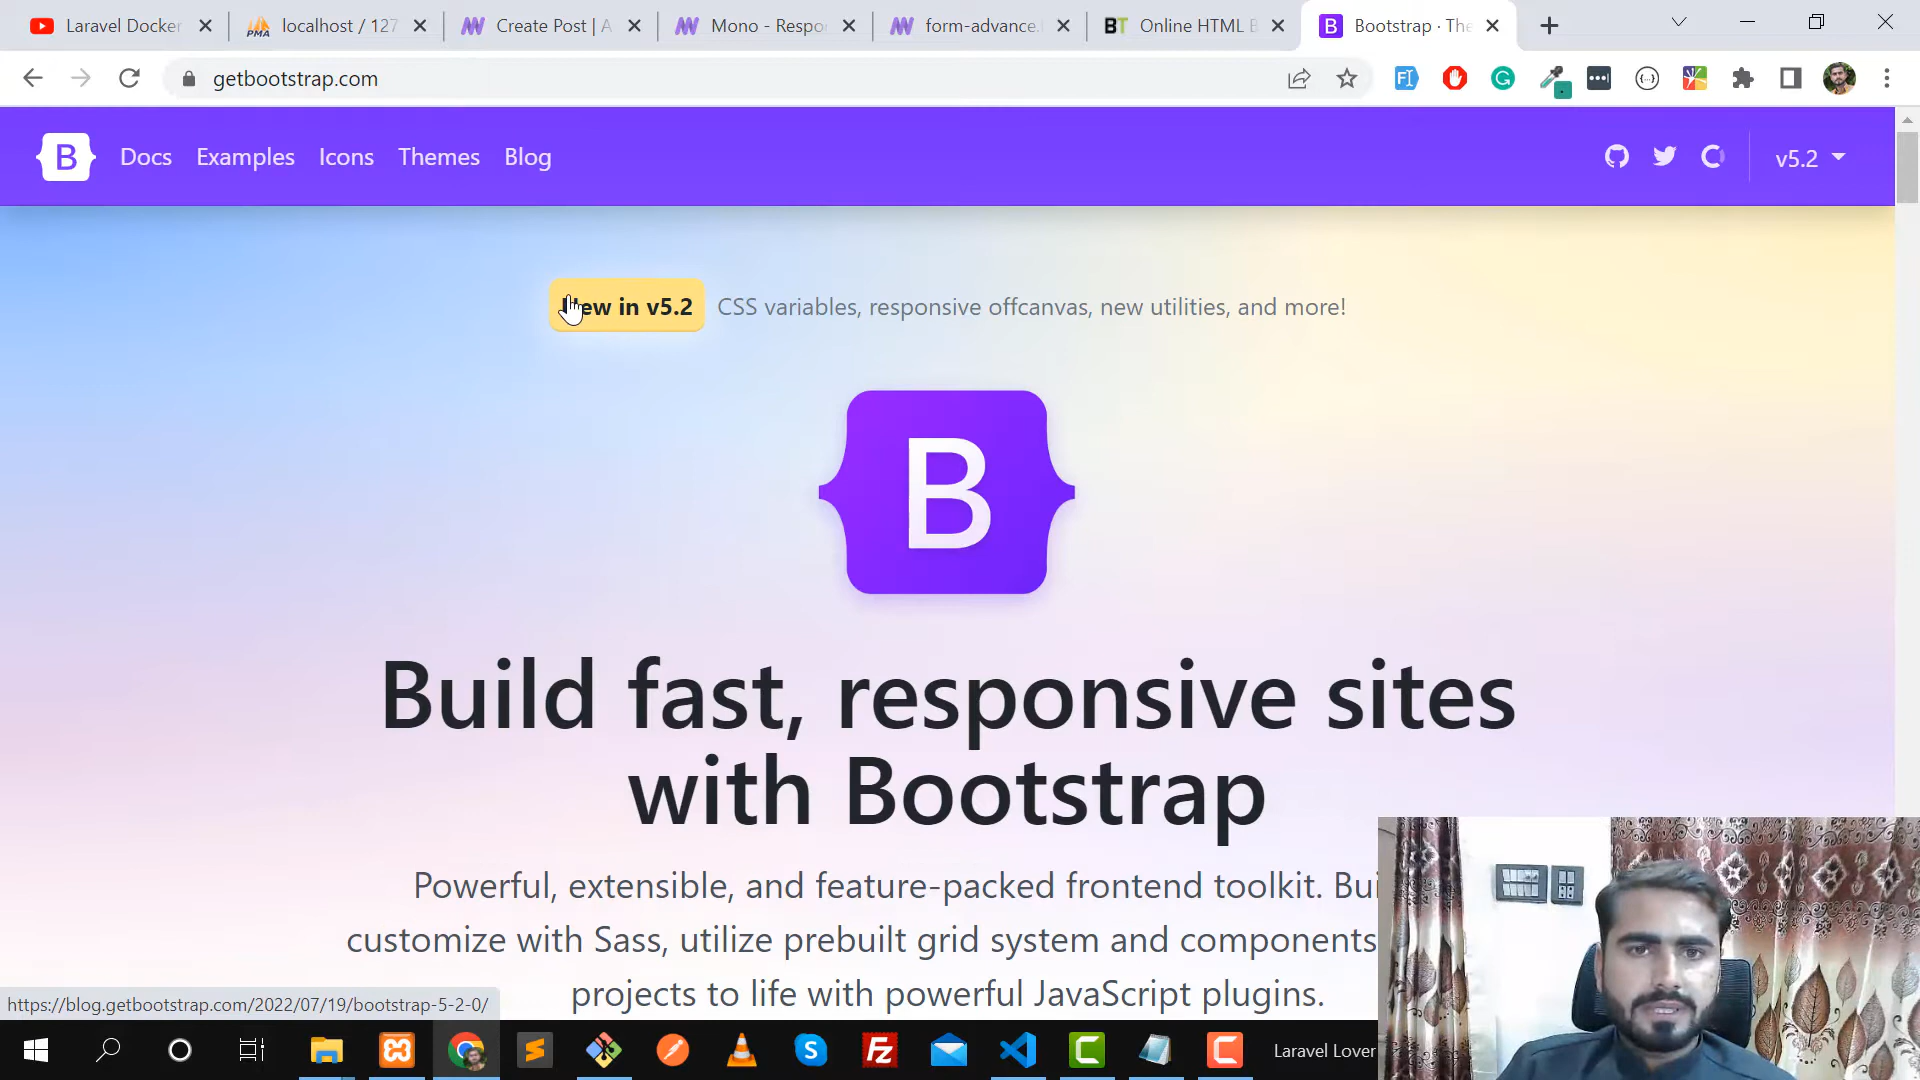 Laravel Docker
localhost / 127
Create Post | A
Mono - Respo
form-advance.
BT Online HTML B
Bootstrap · The
getbootstrap.com
B Docs Examples Icons Themes Blog
v5.2
New in v5.2 CSS variables, responsive offcanvas, new utilities, and more!
B
Build fast, responsive sites
with Bootstrap
Powerful, extensible, and feature-packed frontend toolkit. Bui
customize with Sass, utilize prebuilt grid system and components
projects to life with powerful JavaScript plugins.
https://blog.getbootstrap.com/2022/07/19/bootstrap-5-2-0/
Laravel Lover